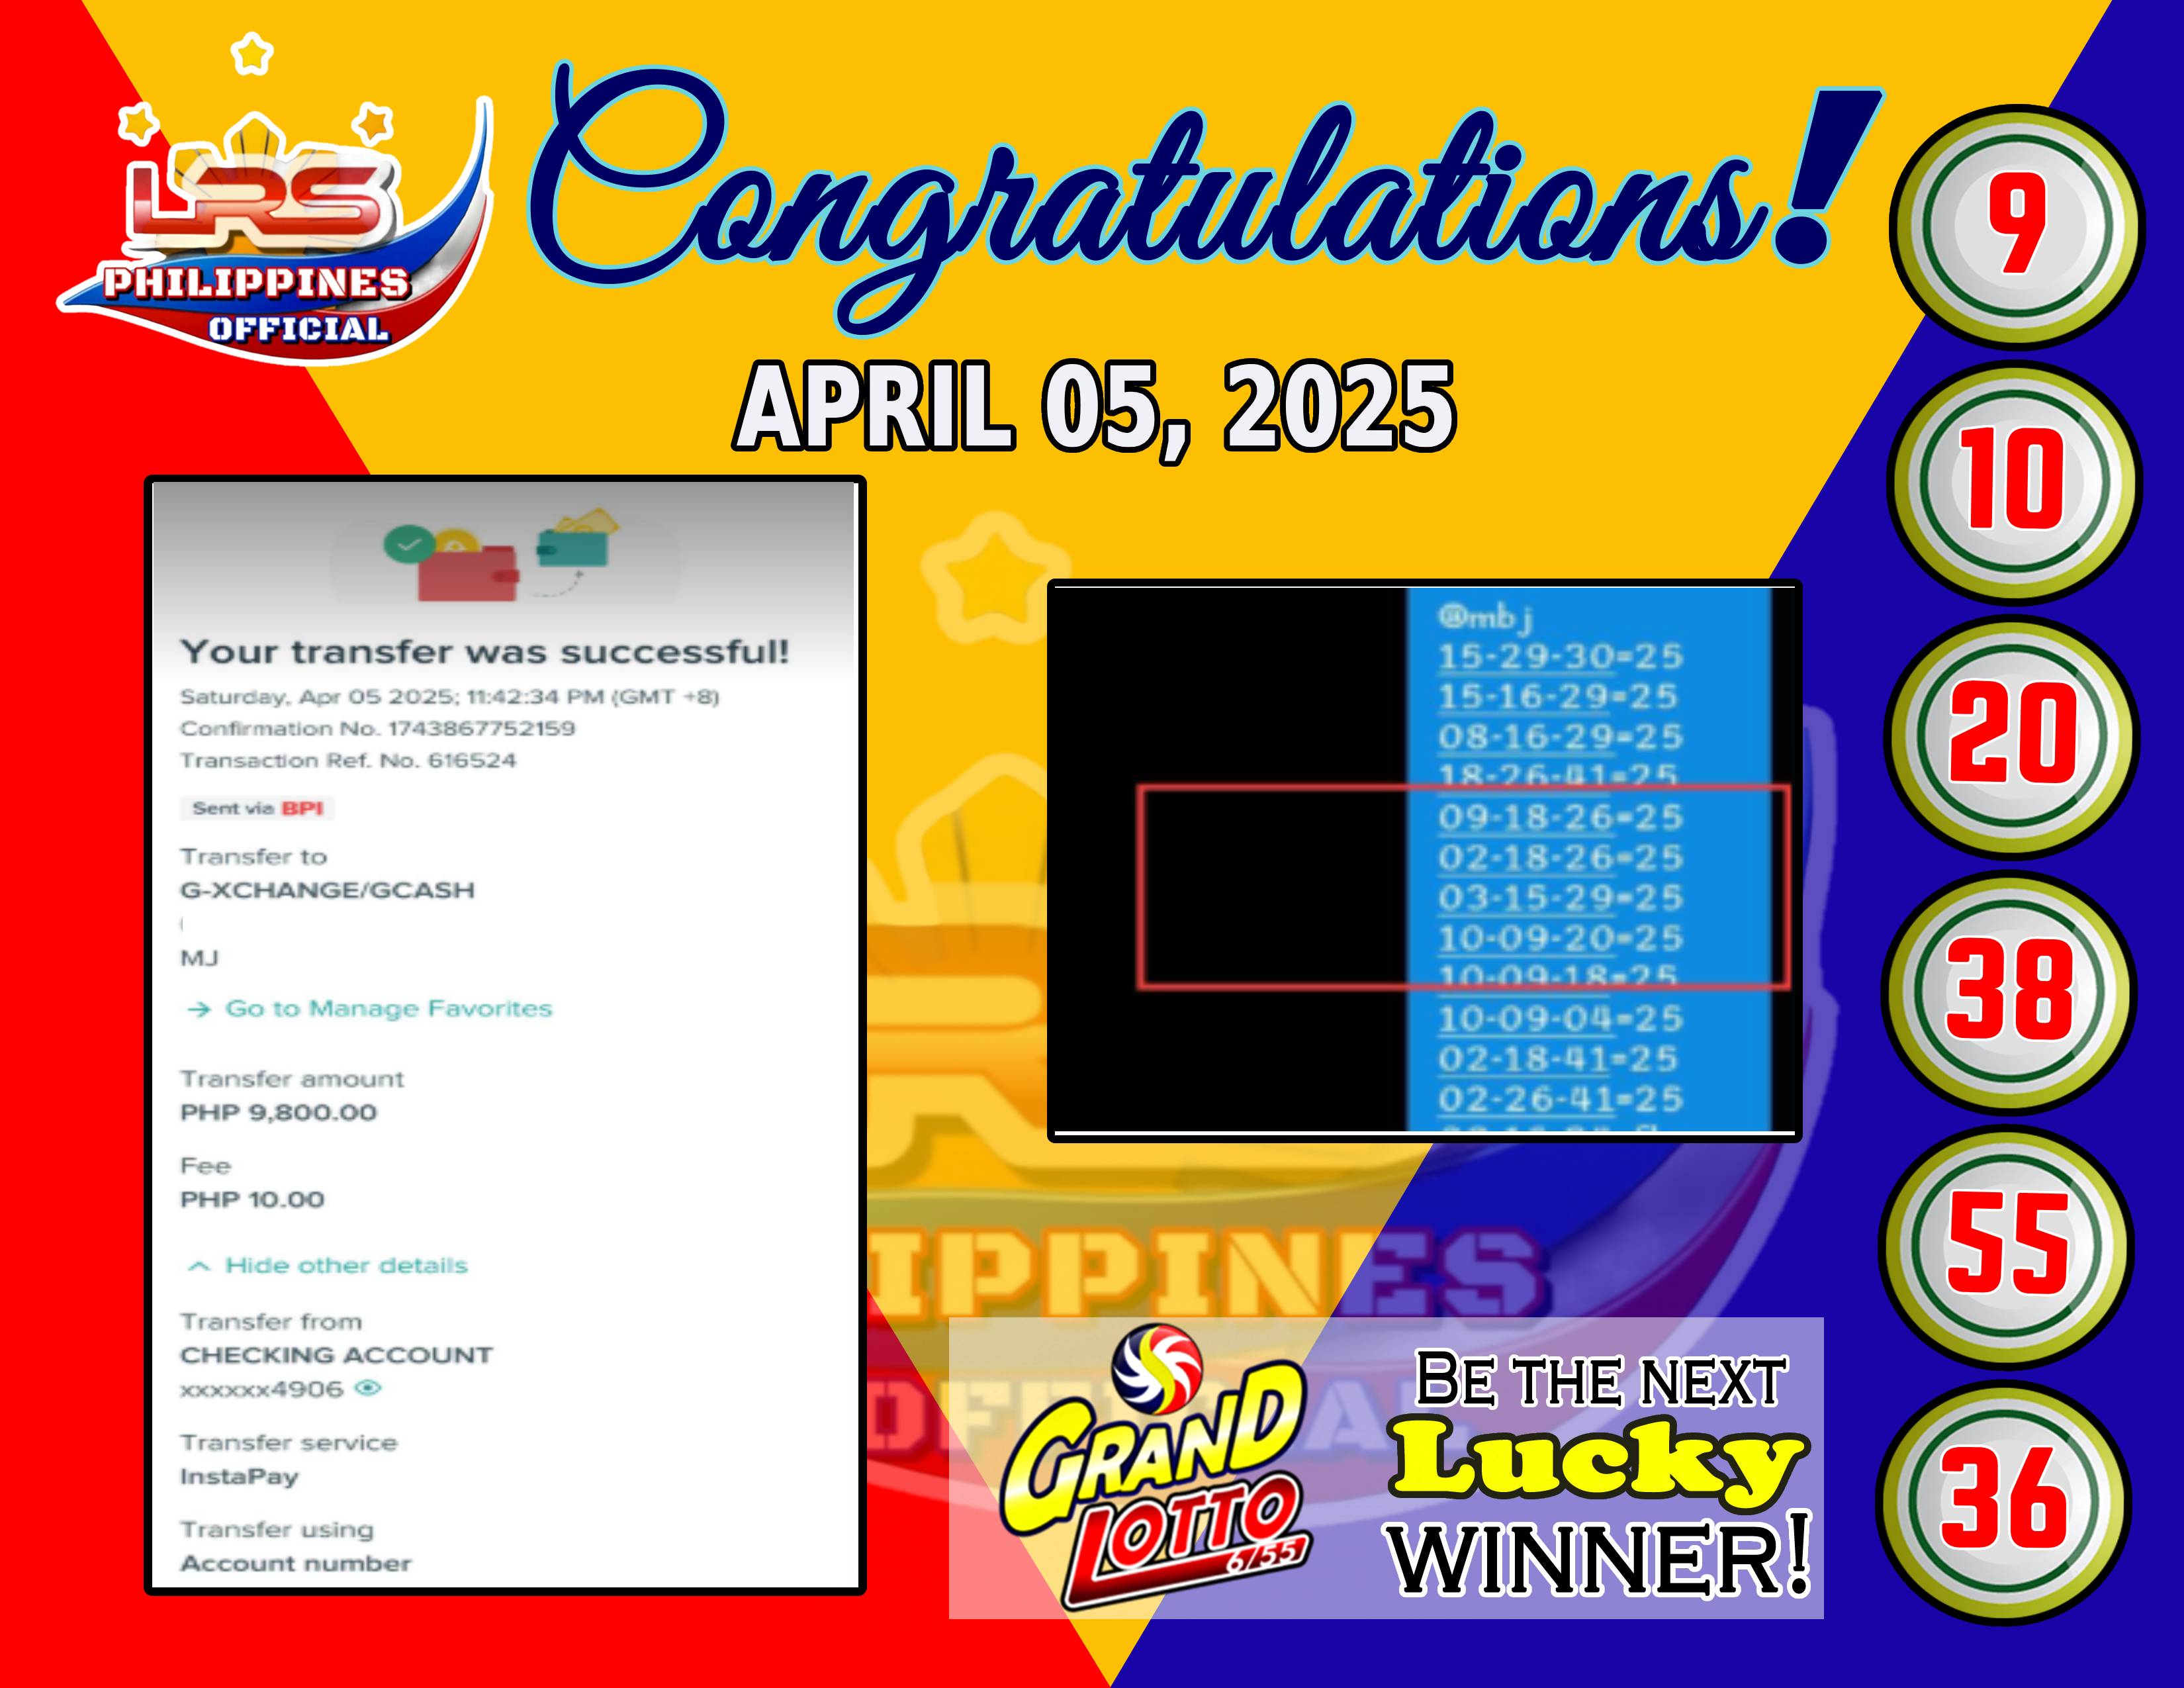 LRS
PHILIPPINES
OFFICIAL
Congratulations!
APRIL 05, 2025
Your transfer was successful!
Saturday, Apr 05 2025; 11:42:34 PM (GMT +8)
Confirmation No. 1743867752159
Transaction Ref. No. 616524
Sent via BPI
Transfer to
G-XCHANGE/GCASH
MJ
→ Go to Manage Favorites
Transfer amount
PHP 9,800.00
Fee
PHP 10.00
Hide other details
Transfer from
CHECKING ACCOUNT
xxxxxx4906
Transfer service
InstaPay
Transfer using
Account number
@mbj
15-29-30=25
15-16-29=25
08-16-29=25
18-26-41=25
09-18-26=25
02-18-26=25
03-15-29=25
10-09-20=25
10-09-18=25
10-09-04=25
02-18-41=25
02-26-41=25
GRAND
LOTTO
6/55
BE THE NEXT
Lucky
WINNER!
9
10
20
38
55
36